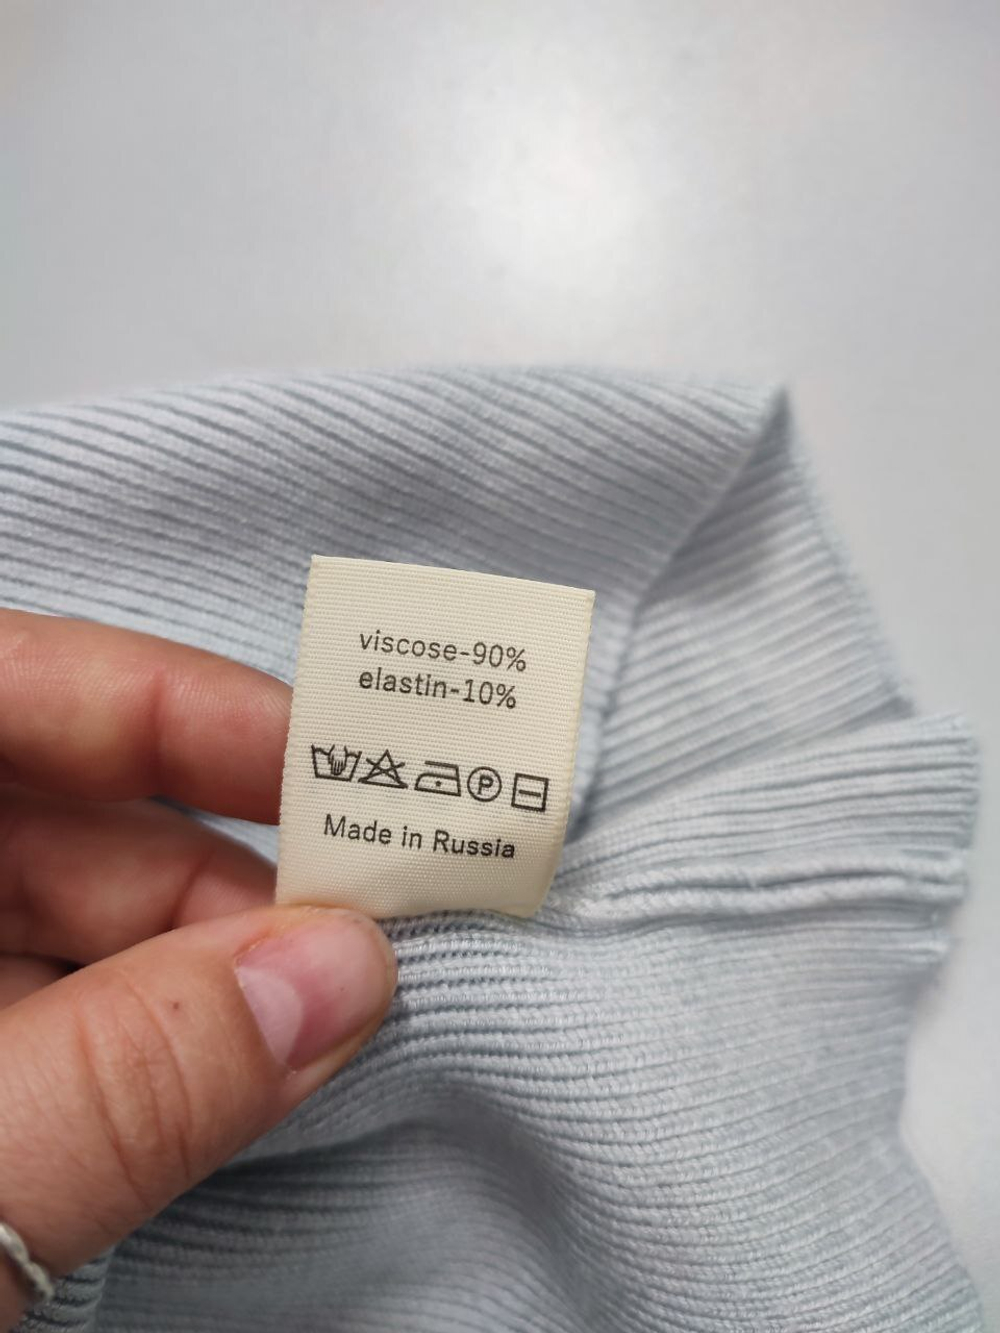 viscose-90%
elastin-10%
P
Made in Russia